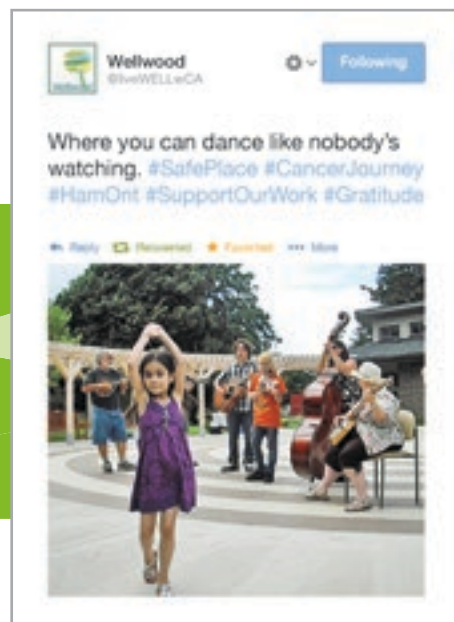 Wellwood
@liveWELLwCA
Following
Where you can dance like nobody's
watching. #SafePlace #CancerJourney
#HamOnt #SupportOurWork #Gratitude
Reply Retweeted Favorited More